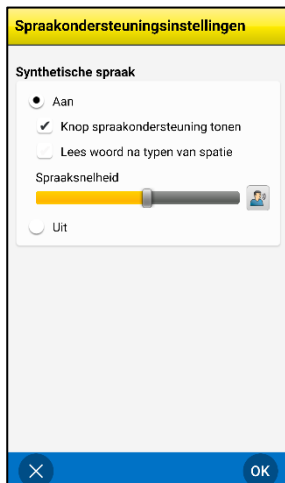 Spraakondersteuningsinstellingen
Synthetische spraak
Aan
Knop spraakondersteuning tonen
Lees woord na typen van spatie
Spraaksnelheid
Uit
OK